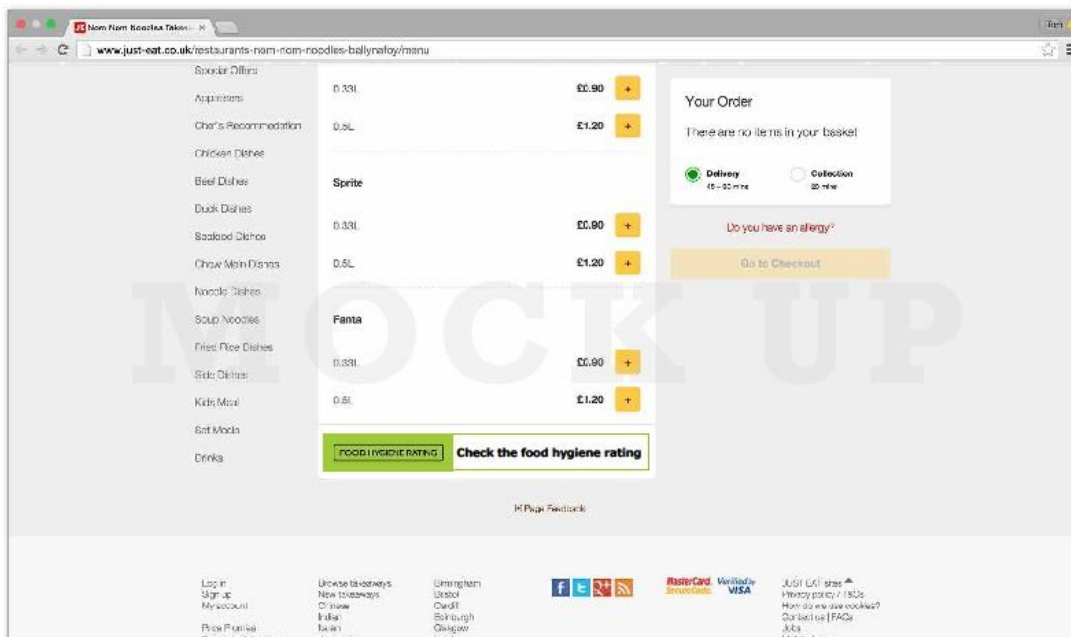 Nom Nom Noodles Takea
www.just-eat.co.uk/restaurants-nom-nom-noodles-ballynafoy/menu
Special Offers
Appetisers
Chef's Recommendation
Chicken Dishes
Beef Dishes
Duck Dishes
Seafood Dishes
Chow Mein Dishes
Noodle Dishes
Soup Noodles
Fried Rice Dishes
Side Dishes
Kids Meal
Set Meals
Drinks
0.33L £0.90 +
0.5L £1.20 +
Sprite
0.33L £0.90 +
0.5L £1.20 +
Fanta
0.33L £0.90 +
0.5L £1.20 +
FOOD HYGIENE RATING Check the food hygiene rating
Your Order
There are no items in your basket
Delivery
45 – 60 mins
Collection
20 mins
Do you have an allergy?
Go to Checkout
MOCK UP
Page Feedback
Log in
Sign up
My account
Price Promise
Browse takeaways
New takeaways
Chinese
Indian
Italian
Birmingham
Bristol
Cardiff
Edinburgh
Glasgow
MasterCard. SecureCode.
Verified by VISA
JUST EAT sites
Privacy policy / T&Cs
How do we use cookies?
Contact us | FAQs
Jobs